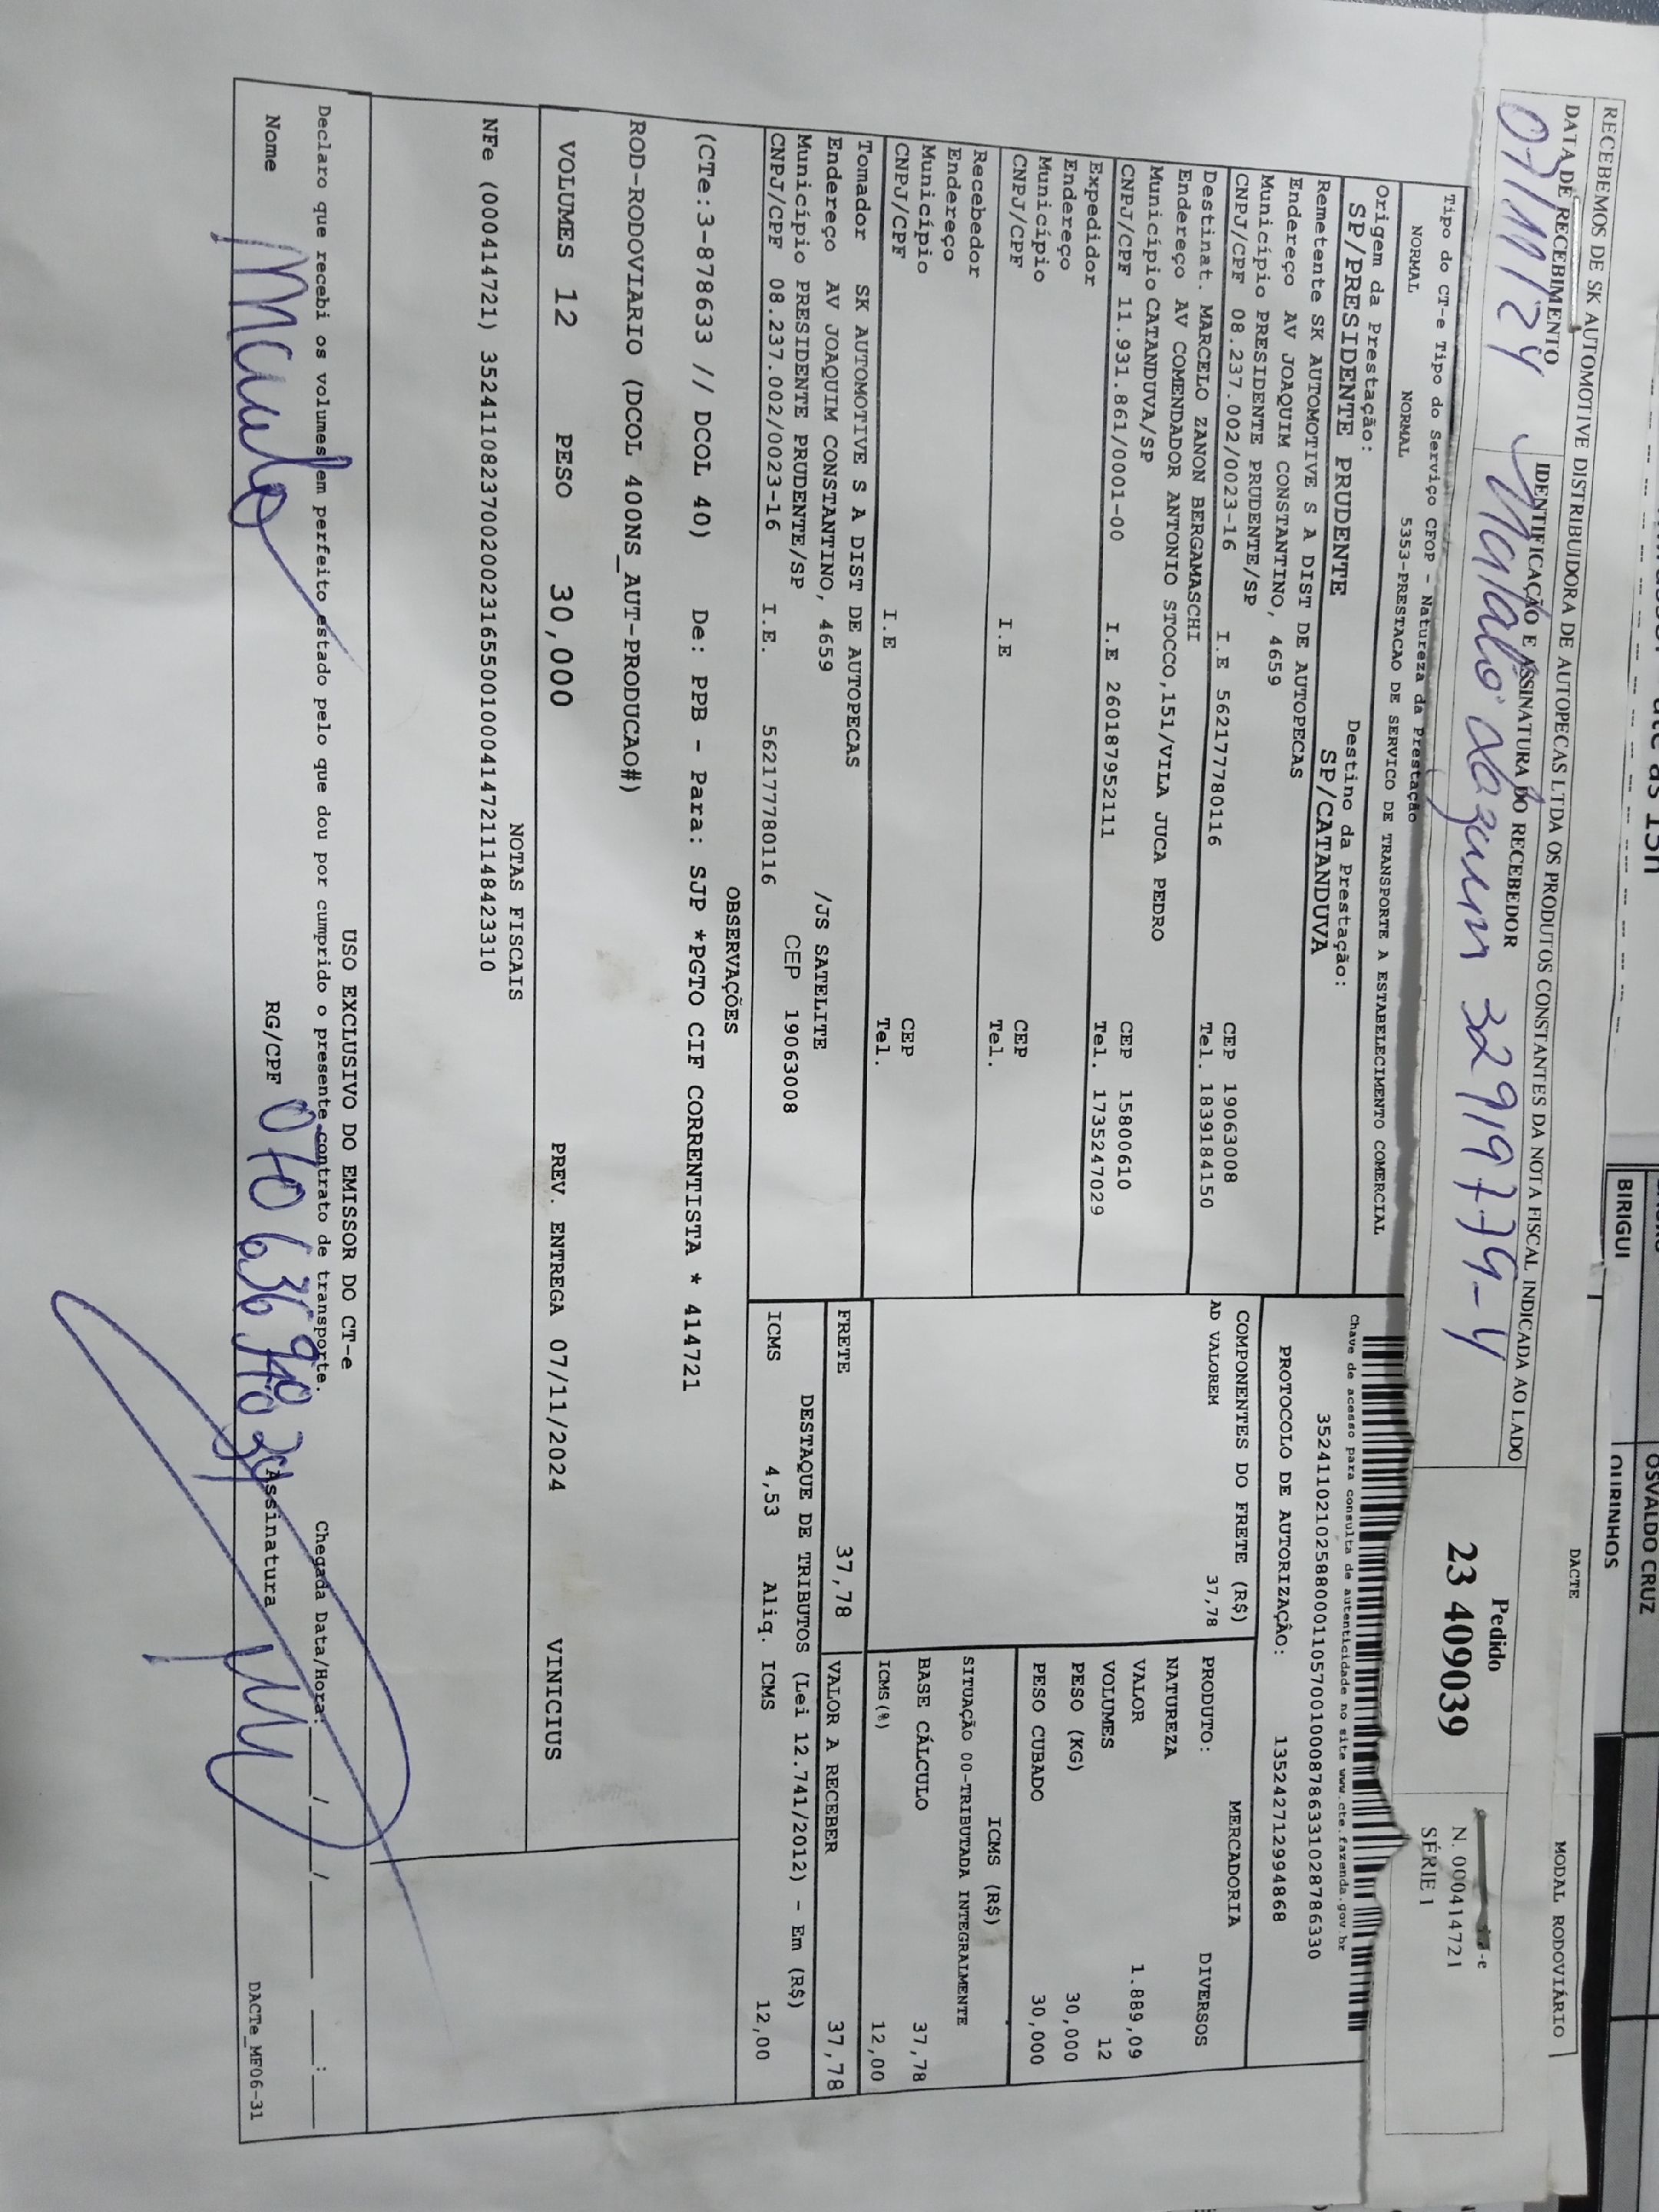 OSVALDO CRUZ
BIRIGUI
OURINHOS
RECEBEMOS DE SK AUTOMOTIVE DISTRIBUIDORA DE AUTOPECAS LTDA OS PRODUTOS CONSTANTES DA NOTA FISCAL INDICADA AO LADO
DATA DE RECEBIMENTO
IDENTIFICAÇÃO E ASSINATURA DO RECEBEDOR
07/11/24
32919779-4
Pedido
23 409039
-e
N. 000414721
SÉRIE 1
DACTE
MODAL RODOVIÁRIO
Tipo do CT-e Tipo do Serviço CFOP - Natureza da Prestação
NORMAL NORMAL 5353-PRESTACAO DE SERVICO DE TRANSPORTE A ESTABELECIMENTO COMERCIAL
Origem da Prestação: Destino da Prestação:
SP/PRESIDENTE PRUDENTE SP/CATANDUVA
Remetente SK AUTOMOTIVE S A DIST DE AUTOPECAS
Endereço AV JOAQUIM CONSTANTINO, 4659
Município PRESIDENTE PRUDENTE/SP CEP 19063008
CNPJ/CPF 08.237.002/0023-16 I.E 562177780116 Tel. 1839184150
Destinat. MARCELO ZANON BERGAMASCHI
Endereço AV COMENDADOR ANTONIO STOCCO,151/VILA JUCA PEDRO
Município CATANDUVA/SP CEP 15800610
CNPJ/CPF 11.931.861/0001-00 I.E 260187952111 Tel. 1735247029
Expedidor
Endereço
Município CEP
CNPJ/CPF I.E Tel.
Recebedor
Endereço
Município CEP
CNPJ/CPF I.E Tel.
Tomador SK AUTOMOTIVE S A DIST DE AUTOPECAS
Endereço AV JOAQUIM CONSTANTINO, 4659 /JS SATELITE
Município PRESIDENTE PRUDENTE/SP CEP 19063008
CNPJ/CPF 08.237.002/0023-16 I.E. 562177780116
Chave de acesso para consulta de autenticidade no site www.cte.fazenda.gov.br
35241102102588000110570010008786331028786330
PROTOCOLO DE AUTORIZAÇÃO: 135242712994868
COMPONENTES DO FRETE (R$)
AD VALOREM 37,78
MERCADORIA
PRODUTO: DIVERSOS
NATUREZA
VALOR 1.889,09
VOLUMES 12
PESO (KG) 30,000
PESO CUBADO 30,000
ICMS (R$)
SITUAÇÃO 00-TRIBUTADA INTEGRALMENTE
BASE CÁLCULO 37,78
ICMS(%) 12,00
FRETE 37,78 VALOR A RECEBER 37,78
DESTAQUE DE TRIBUTOS (Lei 12.741/2012) - Em (R$)
ICMS 4,53 Aliq. ICMS 12,00
OBSERVAÇÕES
(CTe:3-878633 // DCOL 40) De: PPB - Para: SJP *PGTO CIF CORRENTISTA * 414721
ROD-RODOVIARIO (DCOL 400NS_AUT-PRODUCAO#)
VOLUMES 12 PESO 30,000 PREV. ENTREGA 07/11/2024 VINICIUS
NOTAS FISCAIS
NFe (000414721) 35241108237002002316550010004147211148423310
USO EXCLUSIVO DO EMISSOR DO CT-e
Declaro que recebi os volumes em perfeito estado pelo que dou por cumprido o presente contrato de transporte. Chegada Data/Hora: ___/___/_____ ___:___
Nome RG/CPF Assinatura
DACTe_MF06-31